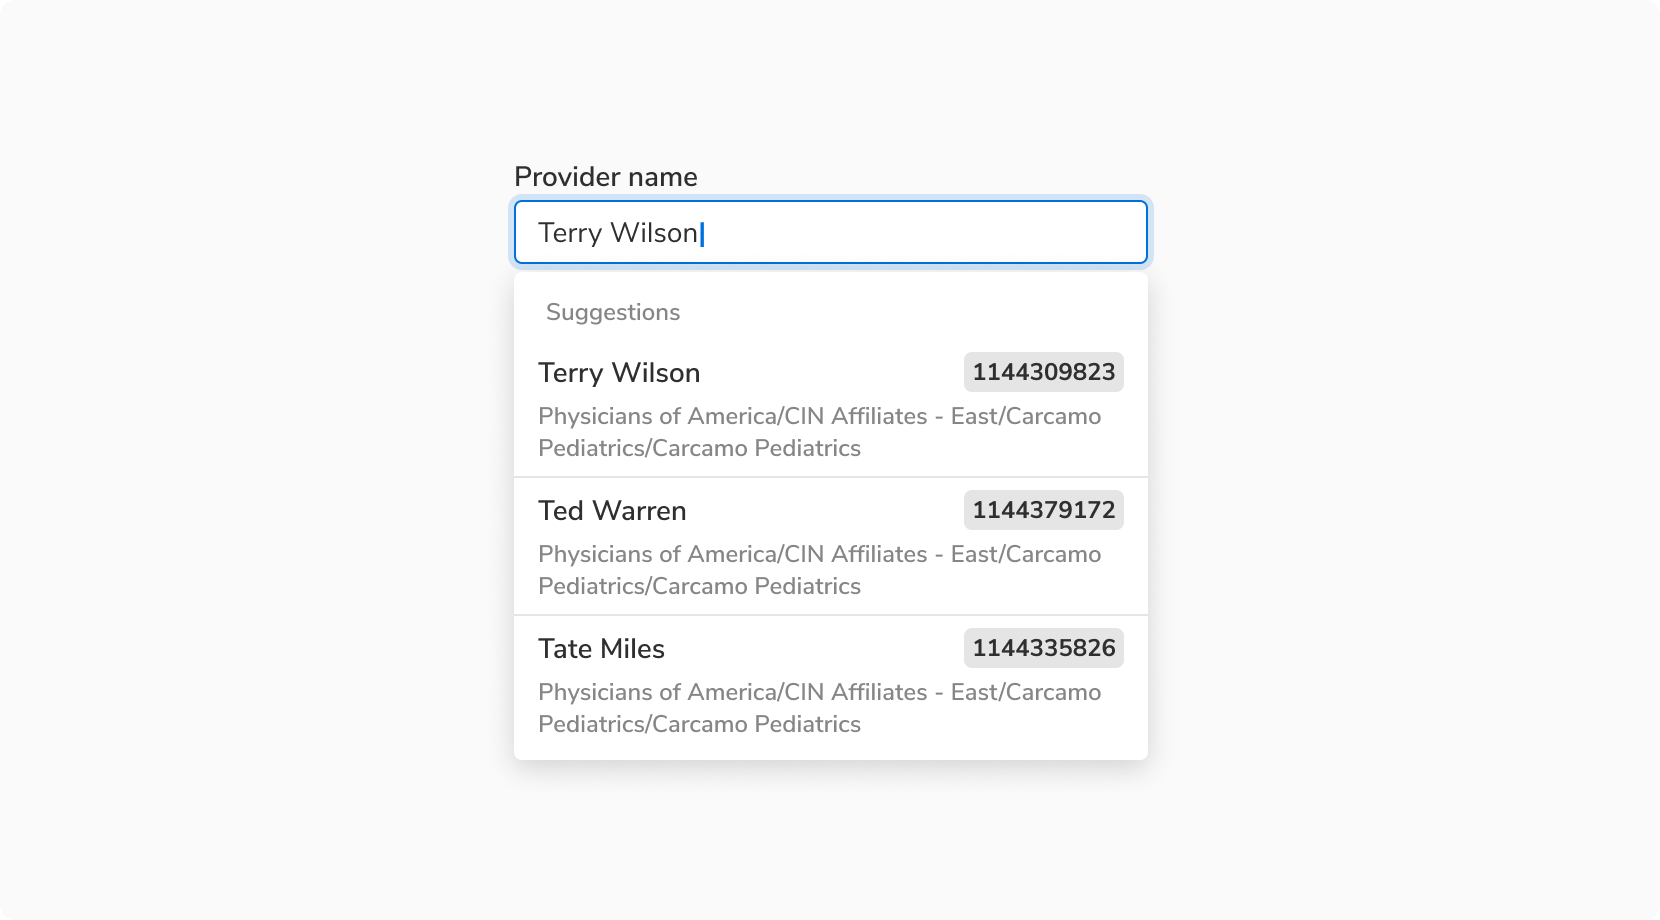 Provider name
Terry Wilson
Suggestions
Terry Wilson 1144309823
Physicians of America/CIN Affiliates - East/Carcamo
Pediatrics/Carcamo Pediatrics
Ted Warren 1144379172
Physicians of America/CIN Affiliates - East/Carcamo
Pediatrics/Carcamo Pediatrics
Tate Miles 1144335826
Physicians of America/CIN Affiliates - East/Carcamo
Pediatrics/Carcamo Pediatrics